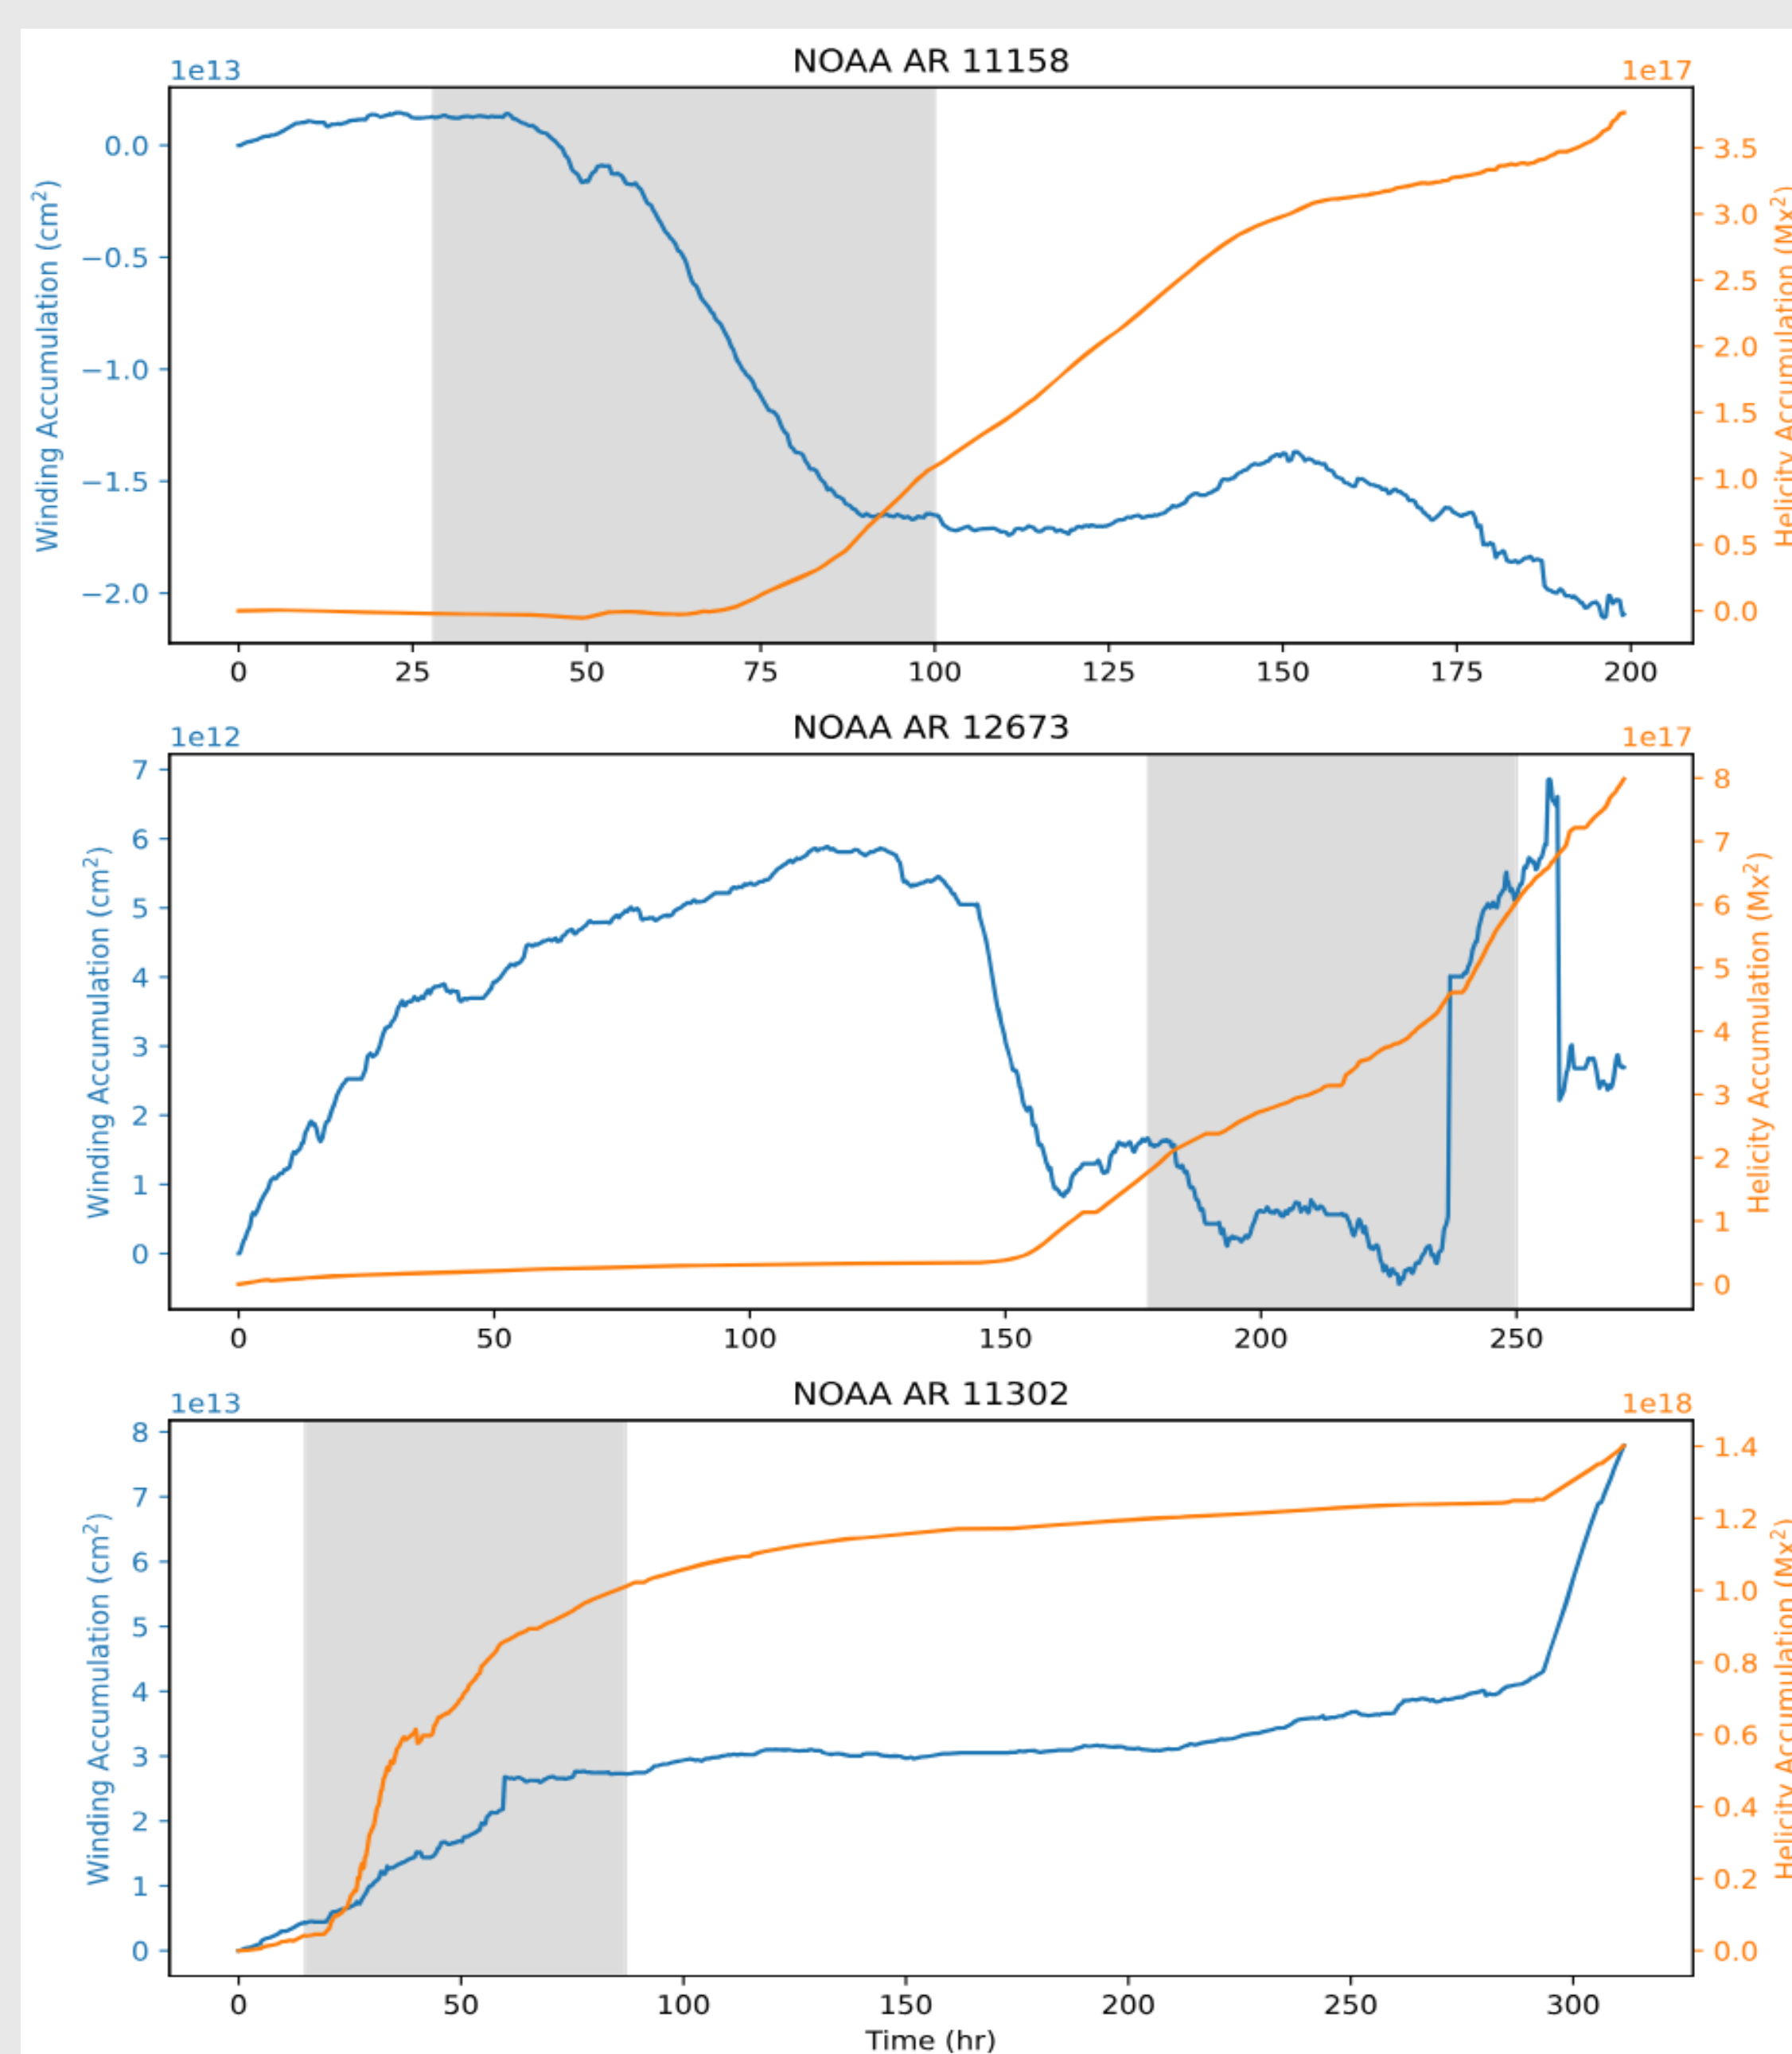 NOAA AR 11158
1e13
1e17
Winding Accumulation (cm²)
0.0
−0.5
−1.0
−1.5
−2.0
3.5
3.0
2.5
2.0
1.5
1.0
0.5
0.0
Helicity Accumulation (Mx²)
0 25 50 75 100 125 150 175 200
NOAA AR 12673
1e12
1e17
Winding Accumulation (cm²)
7
6
5
4
3
2
1
0
8
7
6
5
4
3
2
1
0
Helicity Accumulation (Mx²)
0 50 100 150 200 250
NOAA AR 11302
1e13
1e18
Winding Accumulation (cm²)
8
7
6
5
4
3
2
1
0
1.4
1.2
1.0
0.8
0.6
0.4
0.2
0.0
Helicity Accumulation (Mx²)
0 50 100 150 200 250 300
Time (hr)